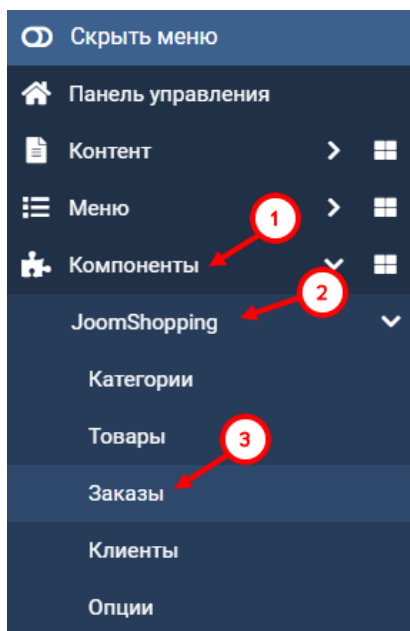 Скрыть меню
Панель управления
Контент
Меню
1
Компоненты
2
JoomShopping
Категории
Товары
3
Заказы
Клиенты
Опции